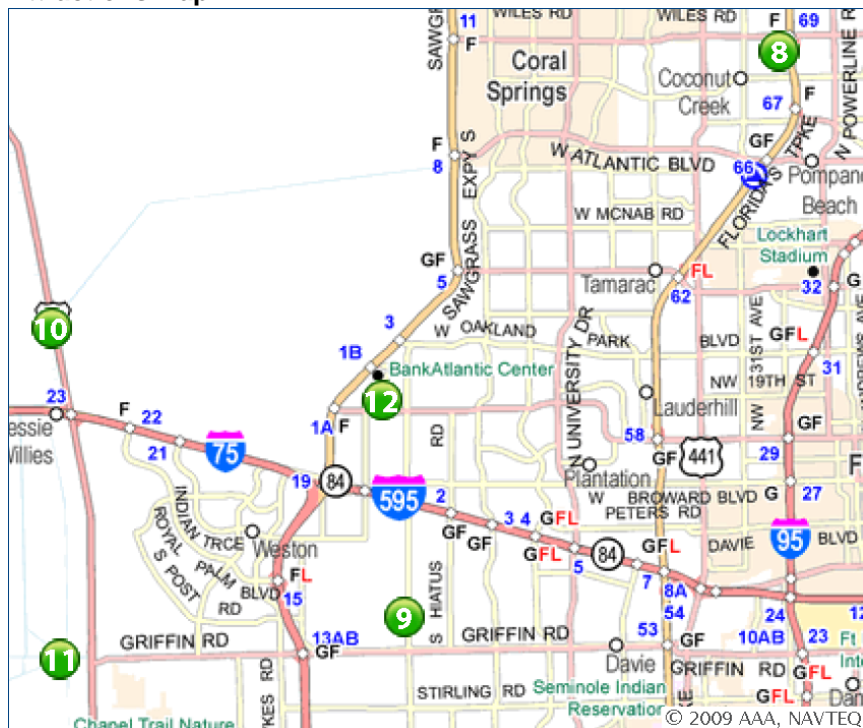 11
WILES RD
WILES RD
F
69
SAWGRASS EXPY S
F
Coral
Springs
8
Coconut
Creek
N POWERLINE R
67
F
F
8
W ATLANTIC BLVD
GF
66
FLORIDA'S TPKE
Pompano
Beach
W MCNAB RD
Lockhart
Stadium
GF
5
Tamarac
FL
62
32
G
3
W OAKLAND
PARK
BLVD
N UNIVERSITY DR
NW 31ST AVE
GFL
31
10
1B
BankAtlantic Center
NW 19TH ST
12
Lauderhill
23
F
22
1A
F
RD
58
GF
441
GF
29
21
75
19
84
595
2
Plantation
W BROWARD BLVD
G
27
F
INDIAN TRCE
PETERS RD
3 4
GFL
GF
GF
95
ROYAL PALM BLVD
Weston
GFL
5
84
GFL
DAVIE
BLVD
S POST RD
FL
15
7
8A
54
24
12
9
S HIATUS
GRIFFIN RD
13AB
GF
GRIFFIN RD
53
GF
10AB
23
Ft
11
Davie
GRIFFIN RD
GFL
STIRLING RD
Seminole Indian
Reservation
GFL
Chapel Trail Nature
© 2009 AAA, NAVTEQ